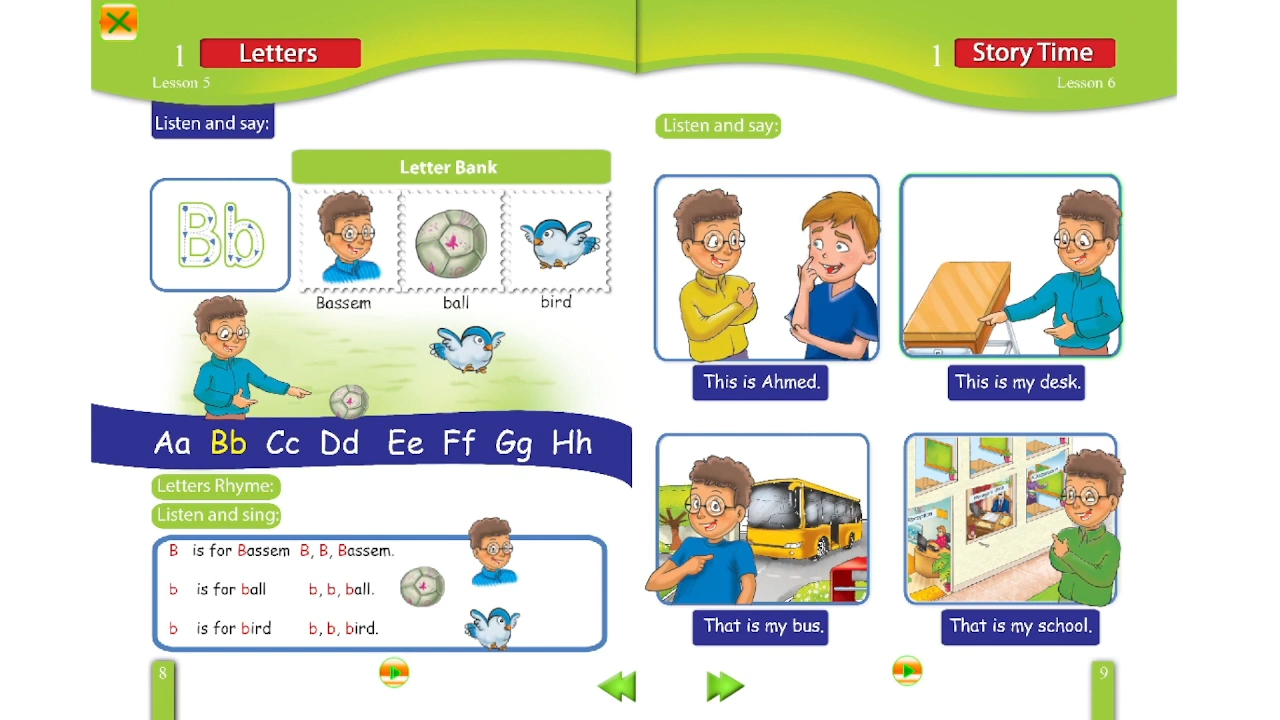 1 Letters
Lesson 5
Listen and say:
Letter Bank
Bb
Bassem ball bird
Aa Bb Cc Dd Ee Ff Gg Hh
Letters Rhyme:
Listen and sing:
B is for Bassem B, B, Bassem.
b is for ball b, b, ball.
b is for bird b, b, bird.
8
1 Story Time
Lesson 6
Listen and say:
This is Ahmed.
This is my desk.
That is my bus.
That is my school.
Reception
9